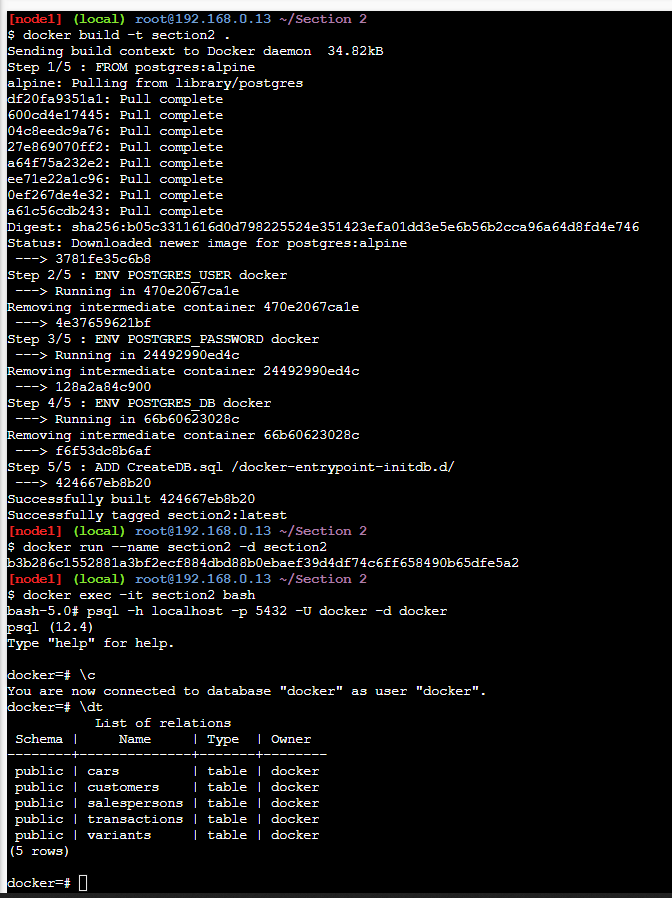 [node1] (local) root@192.168.0.13 ~/Section 2
$ docker build -t section2 .
Sending build context to Docker daemon  34.82kB
Step 1/5 : FROM postgres:alpine
alpine: Pulling from library/postgres
df20fa9351a1: Pull complete
600cd4e17445: Pull complete
04c8eedc9a76: Pull complete
27e869070ff2: Pull complete
a64f75a232e2: Pull complete
ee71e22a1c96: Pull complete
0ef267de4e32: Pull complete
a61c56cdb243: Pull complete
Digest: sha256:b05c3311616d0d798225524e351423efa01dd3e5e6b56b2cca96a64d8fd4e746
Status: Downloaded newer image for postgres:alpine
 ---> 3781fe35c6b8
Step 2/5 : ENV POSTGRES_USER docker
 ---> Running in 470e2067ca1e
Removing intermediate container 470e2067ca1e
 ---> 4e37659621bf
Step 3/5 : ENV POSTGRES_PASSWORD docker
 ---> Running in 24492990ed4c
Removing intermediate container 24492990ed4c
 ---> 128a2a84c900
Step 4/5 : ENV POSTGRES_DB docker
 ---> Running in 66b60623028c
Removing intermediate container 66b60623028c
 ---> f6f53dc8b6af
Step 5/5 : ADD CreateDB.sql /docker-entrypoint-initdb.d/
 ---> 424667eb8b20
Successfully built 424667eb8b20
Successfully tagged section2:latest
[node1] (local) root@192.168.0.13 ~/Section 2
$ docker run --name section2 -d section2
b3b286c1552881a3bf2ecf884dbd88b0ebaef39d4df74c6ff658490b65dfe5a2
[node1] (local) root@192.168.0.13 ~/Section 2
$ docker exec -it section2 bash
bash-5.0# psql -h localhost -p 5432 -U docker -d docker
psql (12.4)
Type "help" for help.

docker=# \c
You are now connected to database "docker" as user "docker".
docker=# \dt
           List of relations
 Schema |     Name     | Type  | Owner
--------+--------------+-------+--------
 public | cars         | table | docker
 public | customers    | table | docker
 public | salespersons | table | docker
 public | transactions | table | docker
 public | variants     | table | docker
(5 rows)

docker=#